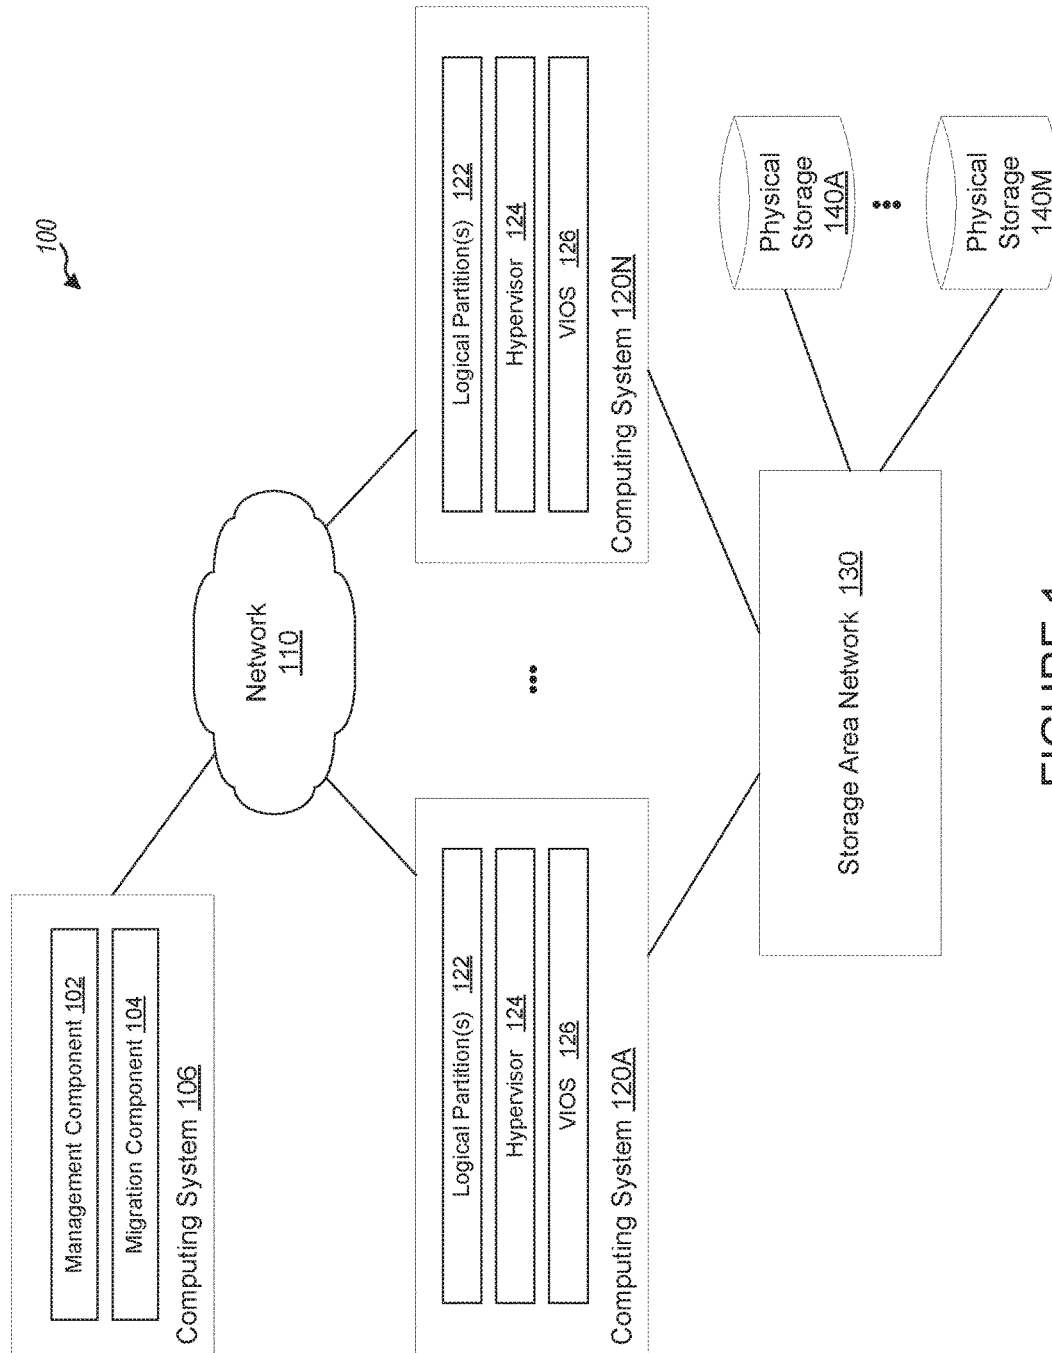 100
Management Component 102
Migration Component 104
Computing System 106
Network
110
Logical Partition(s) 122
Hypervisor 124
VIOS 126
Computing System 120A
Logical Partition(s) 122
Hypervisor 124
VIOS 126
Computing System 120N
Storage Area Network 130
Physical
Storage
140A
Physical
Storage
140M
FIGURE 1